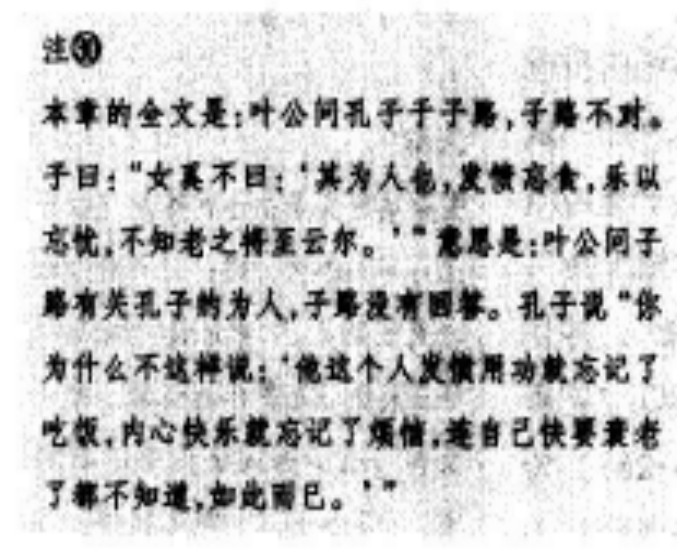 注㉚
本章的全文是:叶公问孔子于子路,子路不对。
子曰:“女奚不曰:‘其为人也,发愤忘食,乐以
忘忧,不知老之将至云尔。’”意思是:叶公问子
路有关孔子的为人,子路没有回答。孔子说“你
为什么不这样说:‘他这个人发愤用功就忘记了
吃饭,内心快乐就忘记了烦恼,连自己快要衰老
了都不知道,如此而已。’”